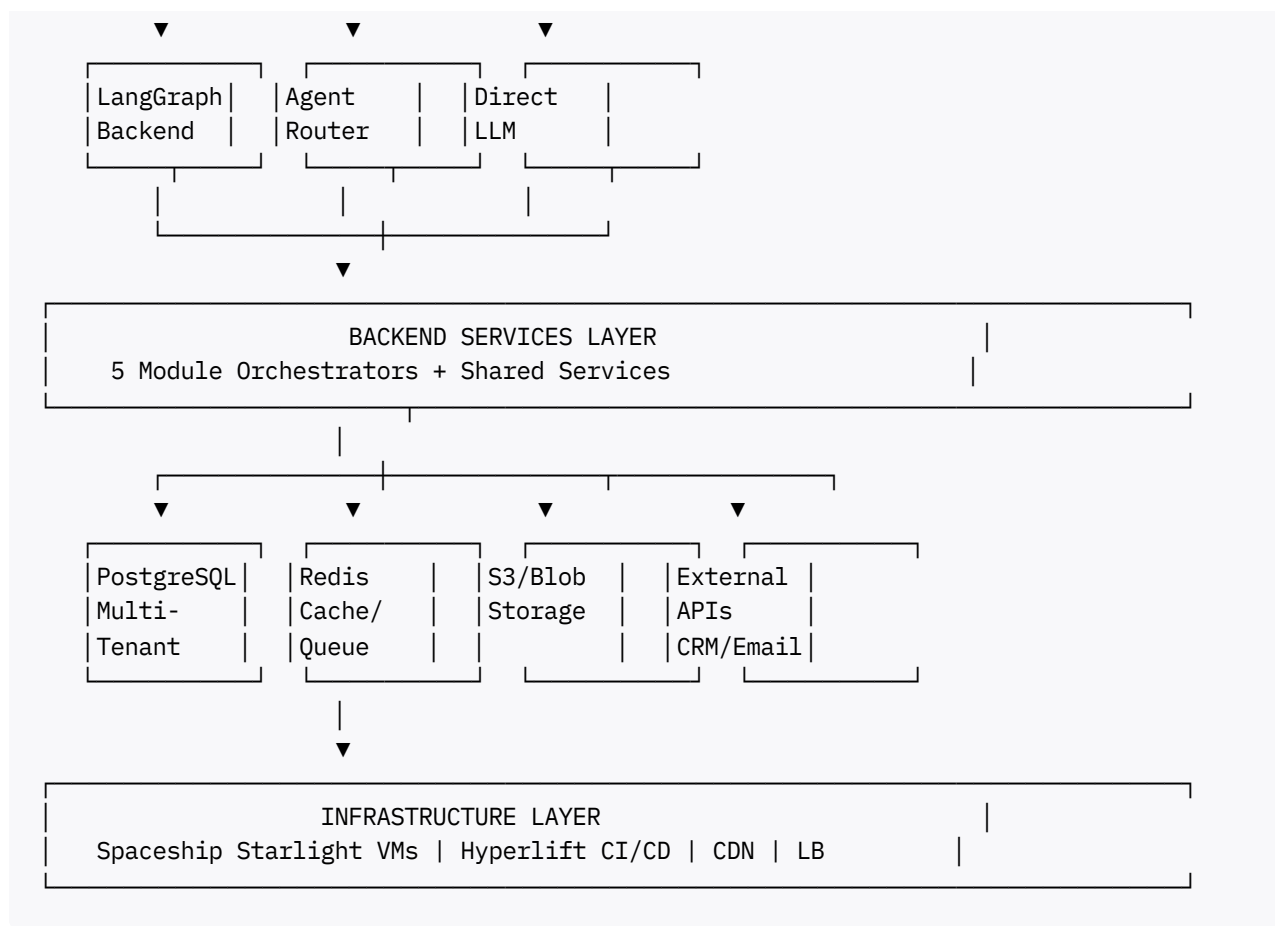 LangGraph Agent Direct
Backend Router LLM
BACKEND SERVICES LAYER
5 Module Orchestrators + Shared Services
PostgreSQL Redis S3/Blob External
Multi- Cache/ Storage APIs
Tenant Queue CRM/Email
INFRASTRUCTURE LAYER
Spaceship Starlight VMs | Hyperlift CI/CD | CDN | LB